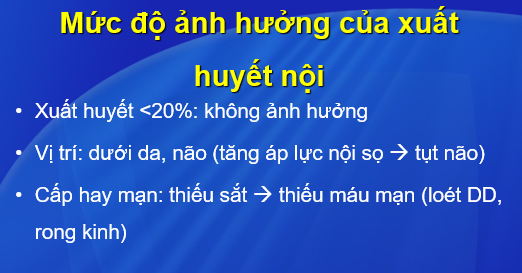 Mức độ ảnh hưởng của xuất
huyết nội
• Xuất huyết <20%: không ảnh hưởng
• Vị trí: dưới da, não (tăng áp lực nội sọ → tụt não)
• Cấp hay mạn: thiếu sắt → thiếu máu mạn (loét DD,
rong kinh)